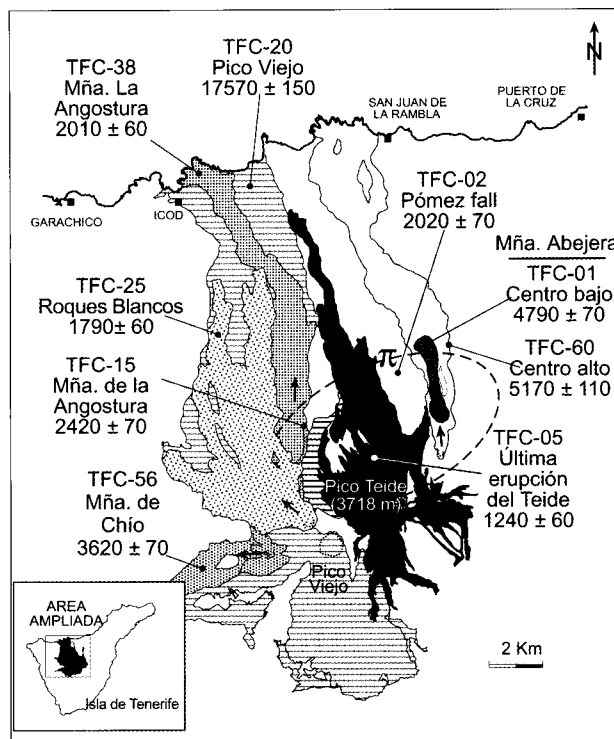 TFC-20
Pico Viejo
17570 ± 150
TFC-38
Mña. La
Angostura
2010 ± 60
N
SAN JUAN DE
LA RAMBLA
PUERTO DE
LA CRUZ
GARACHICO
ICOD
TFC-02
Pómez fall
2020 ± 70
Mña. Abejera
TFC-01
Centro bajo
4790 ± 70
TFC-25
Roques Blancos
1790± 60
π
TFC-60
Centro alto
5170 ± 110
TFC-15
Mña. de la
Angostura
2420 ± 70
TFC-05
Última
erupción
del Teide
1240 ± 60
Pico Teide
(3718 m)
TFC-56
Mña. de
Chío
3620 ± 70
Pico
Viejo
AREA
AMPLIADA
Isla de Tenerife
2 Km